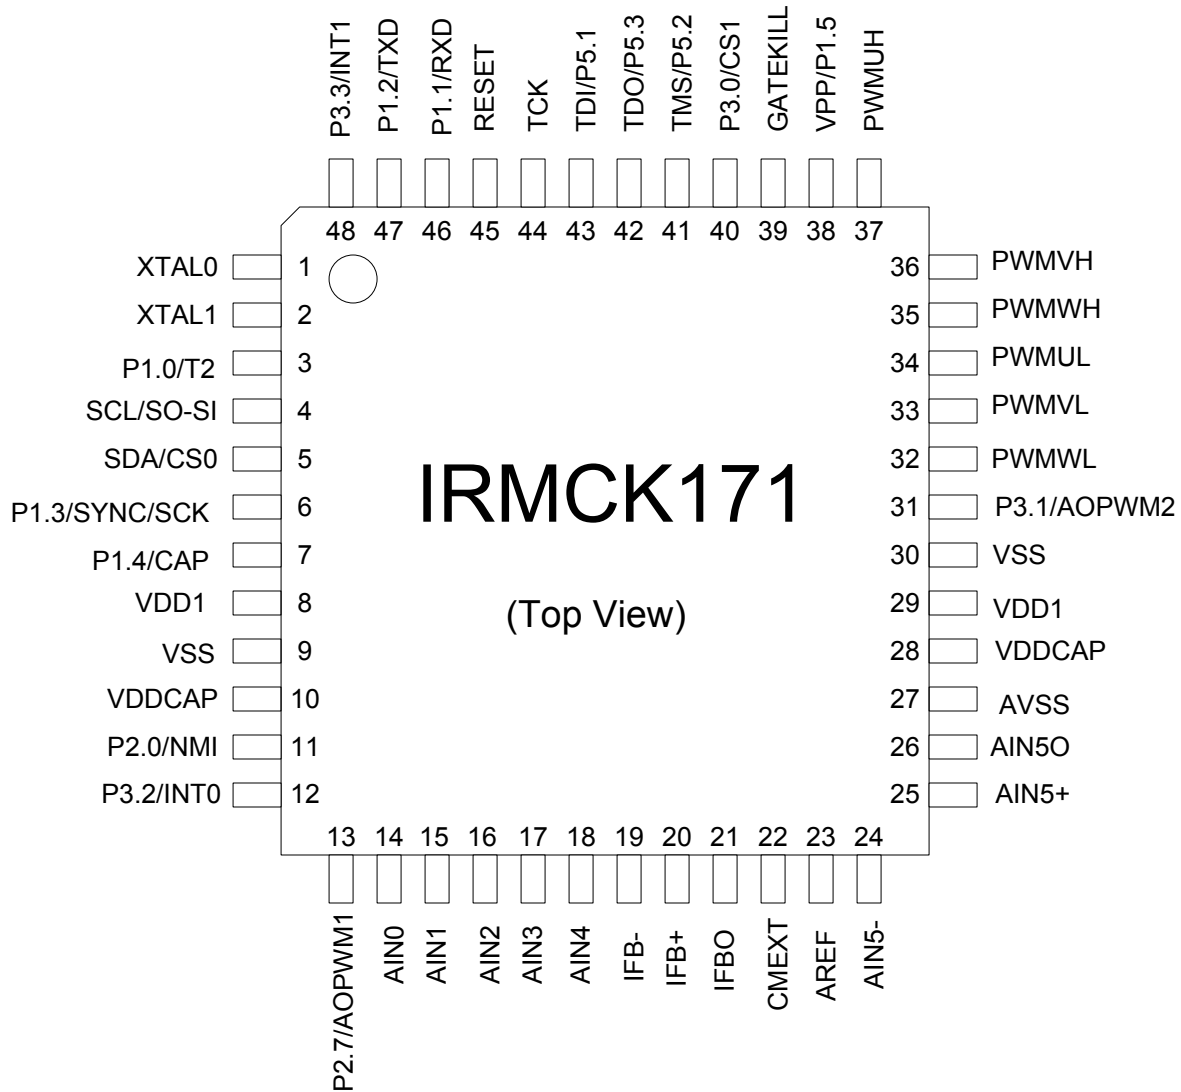 P3.3/INT1
P1.2/TXD
P1.1/RXD
RESET
TCK
TDI/P5.1
TDO/P5.3
TMS/P5.2
P3.0/CS1
GATEKILL
VPP/P1.5
PWMUH
48 47 46 45 44 43 42 41 40 39 38 37
XTAL0 1
XTAL1 2
P1.0/T2 3
SCL/SO-SI 4
SDA/CS0 5
P1.3/SYNC/SCK 6
P1.4/CAP 7
VDD1 8
VSS 9
VDDCAP 10
P2.0/NMI 11
P3.2/INT0 12
IRMCK171
(Top View)
36 PWMVH
35 PWMWH
34 PWMUL
33 PWMVL
32 PWMWL
31 P3.1/AOPWM2
30 VSS
29 VDD1
28 VDDCAP
27 AVSS
26 AIN5O
25 AIN5+
13 14 15 16 17 18 19 20 21 22 23 24
P2.7/AOPWM1
AIN0
AIN1
AIN2
AIN3
AIN4
IFB-
IFB+
IFBO
CMEXT
AREF
AIN5-